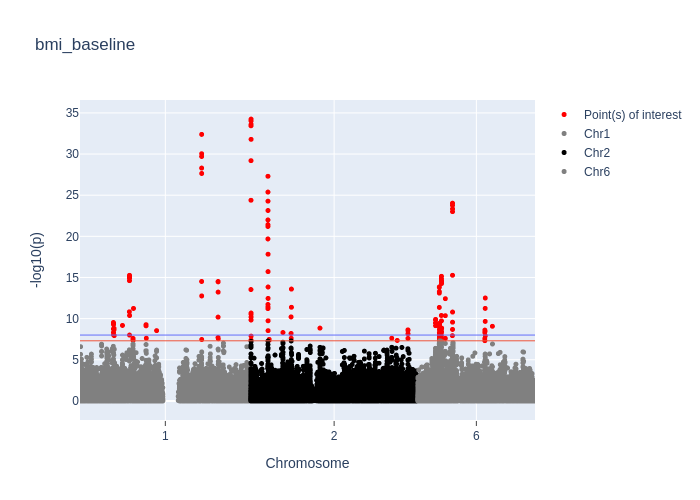 bmi_baseline
Point(s) of interest
Chr1
Chr2
Chr6
-log10(p)
35
30
25
20
15
10
5
0
1
2
6
Chromosome